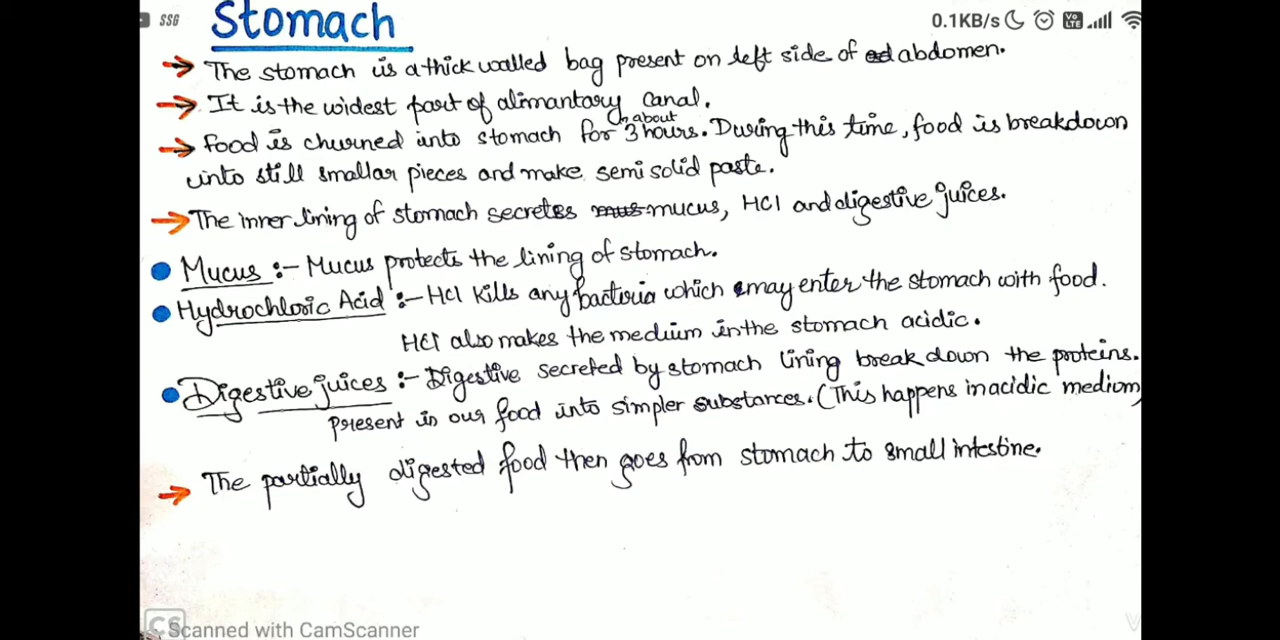 SSG
0.1KB/s Vo LTE
Stomach
→ The stomach is a thick walled bag present on left side of abdomen.
→ It is the widest part of alimantary canal.
→ Food is churned into stomach for about 3 hours. During this time, food is breakdown
into still smallar pieces and make semi solid paste.
→ The inner lining of stomach secretes mucus, HCl and digestive juices.
● Mucus :- Mucus protects the lining of stomach.
● Hydrochloric Acid :- HCl kills any bacteria which may enter the stomach with food.
HCl also makes the medium in the stomach acidic.
● Digestive juices :- Digestive secreted by stomach lining break down the proteins.
present in our food into simpler substances. (This happens in acidic medium)
→ The partially digested food then goes from stomach to small intestine.
CS Scanned with CamScanner